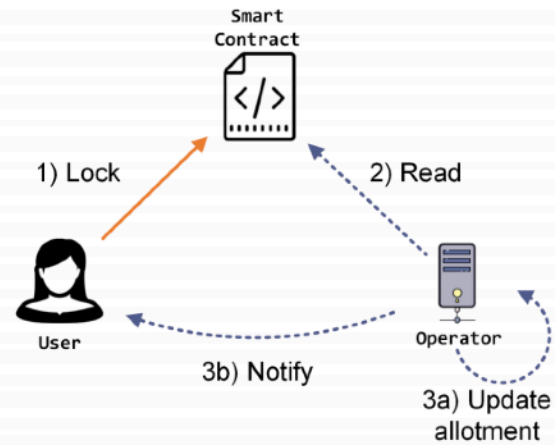 Smart
Contract
</>
1) Lock
2) Read
User
Operator
3b) Notify
3a) Update
allotment